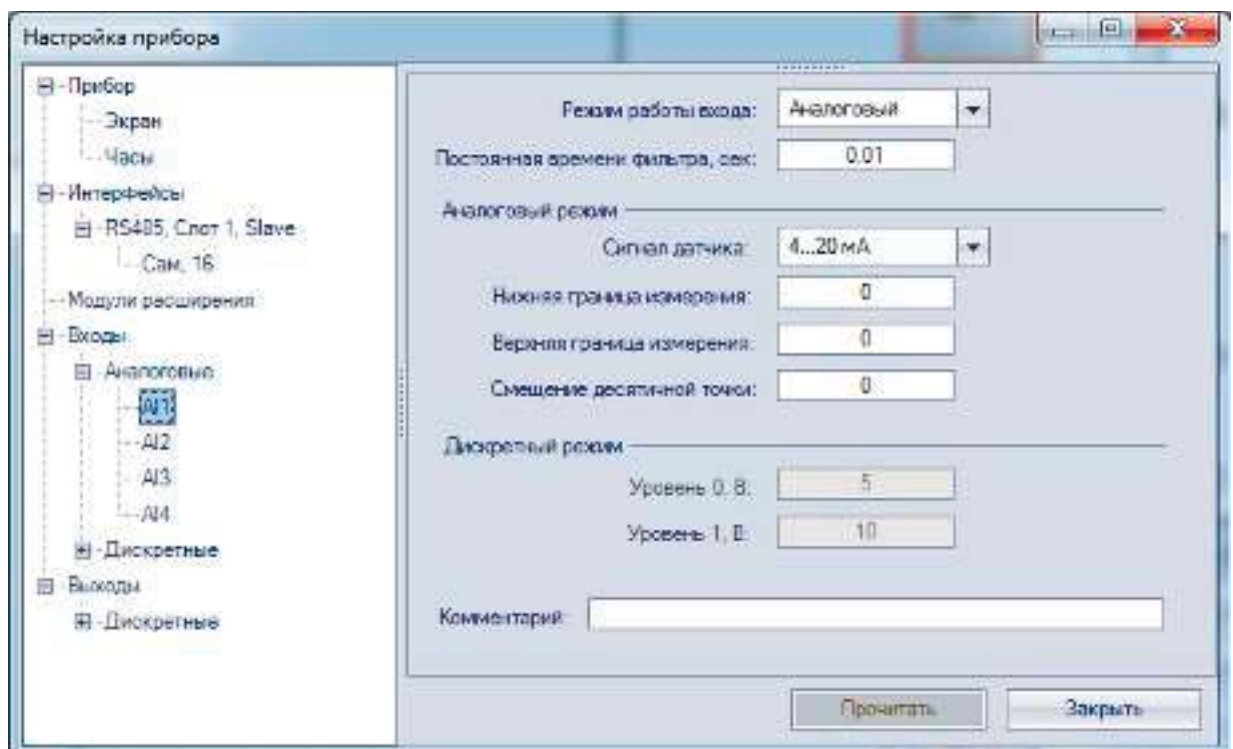 Настройка прибора
Прибор
Экран
Часы
Интерфейсы
RS485, Слот 1, Slave
Сам, 16
Модули расширения
Входы
Аналоговые
AI1
AI2
AI3
AI4
Дискретные
Выходы
Дискретные
Режим работы входа: Аналоговый
Постоянная времени фильтра, сек: 0.01
Аналоговый режим
Сигнал датчика: 4...20 мА
Нижняя граница измерения: 0
Верхняя граница измерения: 0
Смещение десятичной точки: 0
Дискретный режим
Уровень 0, В: 5
Уровень 1, В: 10
Комментарий:
Прочитать Закрыть